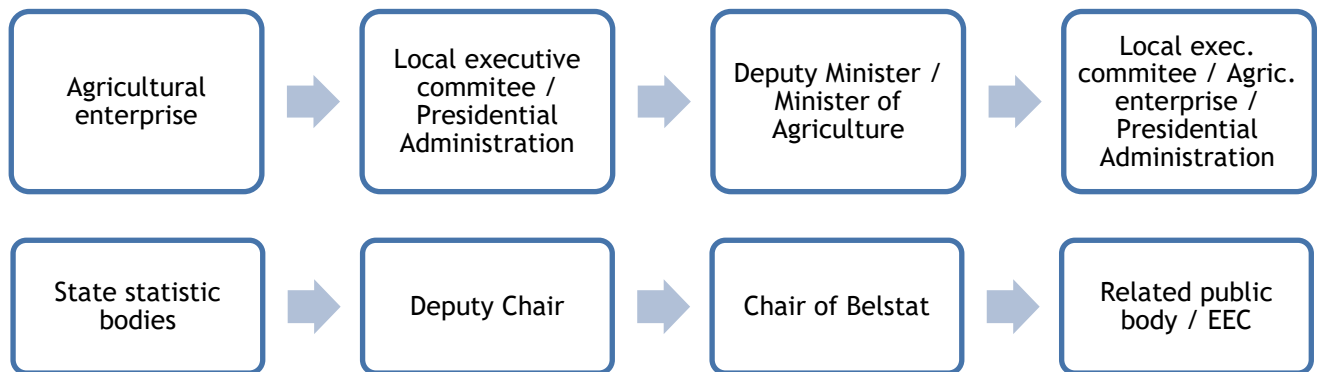 Agricultural
enterprise
Local executive
commitee /
Presidential
Administration
Deputy Minister /
Minister of
Agriculture
Local exec.
commitee / Agric.
enterprise /
Presidential
Administration
State statistic
bodies
Deputy Chair
Chair of Belstat
Related public
body / EEC